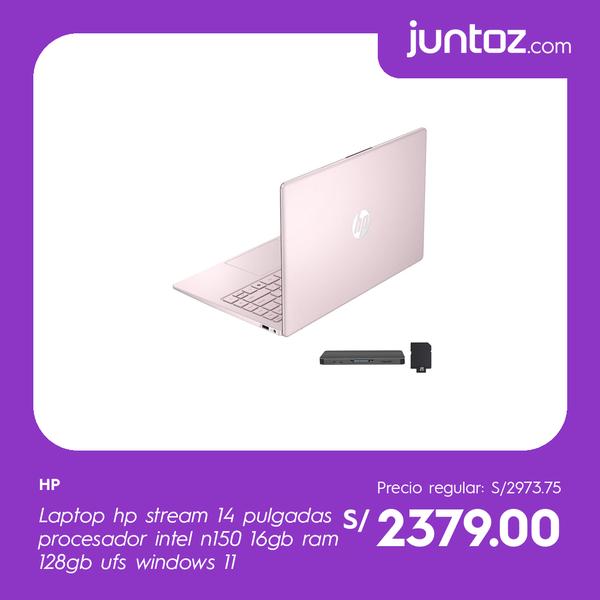 juntoz.com
hp
HP
Laptop hp stream 14 pulgadas
procesador intel n150 16gb ram
128gb ufs windows 11
Precio regular: S/2973.75
S/ 2379.00